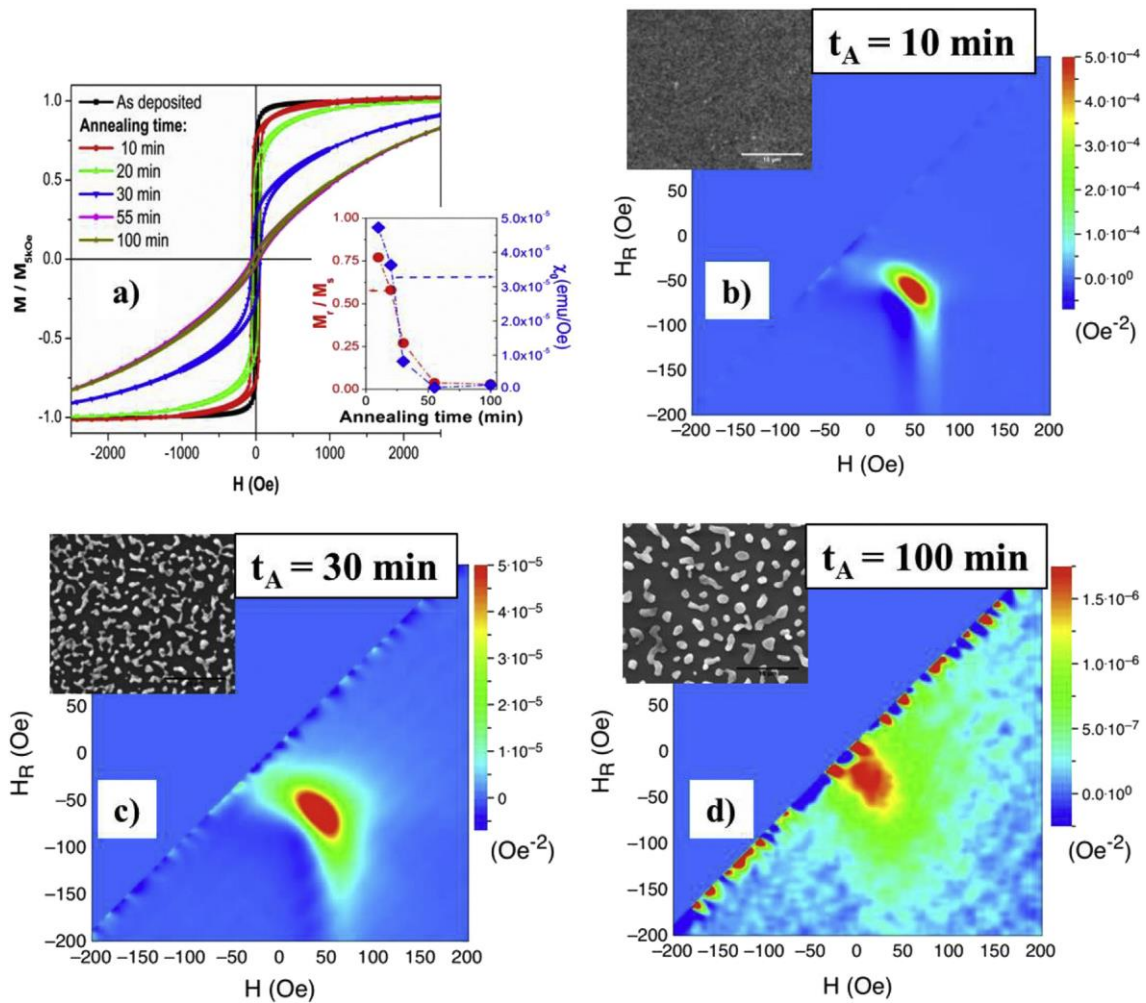 a)
M / M5kOe
1.0
0.5
0.0
-0.5
-1.0
As deposited
Annealing time:
10 min
20 min
30 min
55 min
100 min
-2000 -1000 0 1000 2000
H (Oe)
Mr / Ms
1.00
0.75
0.50
0.25
0.00
5.0x10-5
4.0x10-5
3.0x10-5
2.0x10-5
1.0x10-5
0.0
χ0(emu/Oe)
0 25 50 75 100
Annealing time (min)
tA = 10 min
b)
HR (Oe)
50
0
−50
−100
−150
−200
−200 −150 −100 −50 0 50 100 150 200
H (Oe)
5.0·10−4
4.0·10−4
3.0·10−4
2.0·10−4
1.0·10−4
0.0·100
(Oe−2)
tA = 30 min
c)
HR (Oe)
50
0
−50
−100
−150
−200
−200 −150 −100 −50 0 50 100 150 200
H (Oe)
5·10−5
4·10−5
3·10−5
2·10−5
1·10−5
0
(Oe−2)
tA = 100 min
d)
HR (Oe)
50
0
−50
−100
−150
−200
−200 −150 −100 −50 0 50 100 150 200
H (Oe)
1.5·10−6
1.0·10−6
5.0·10−7
0.0·100
(Oe−2)